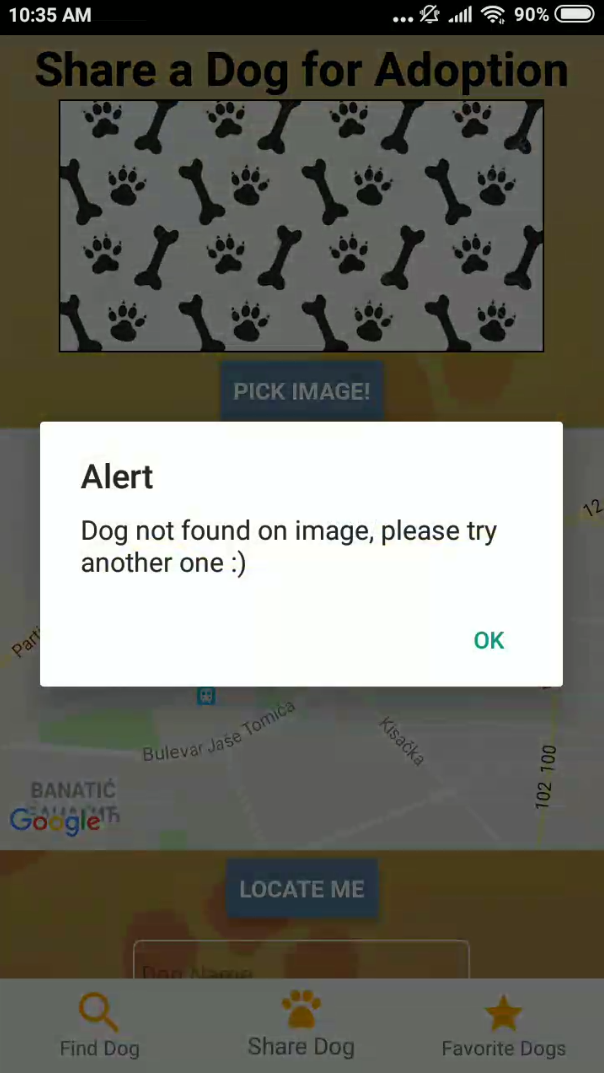 10:35 AM
90%
Share a Dog for Adoption
PICK IMAGE!
12
Alert
Dog not found on image, please try
another one :)
OK
Parti
Bulevar Jaše Tomića
Kisačka
102 100
BANATIĆ
Google
LOCATE ME
Dog Name
Find Dog
Share Dog
Favorite Dogs